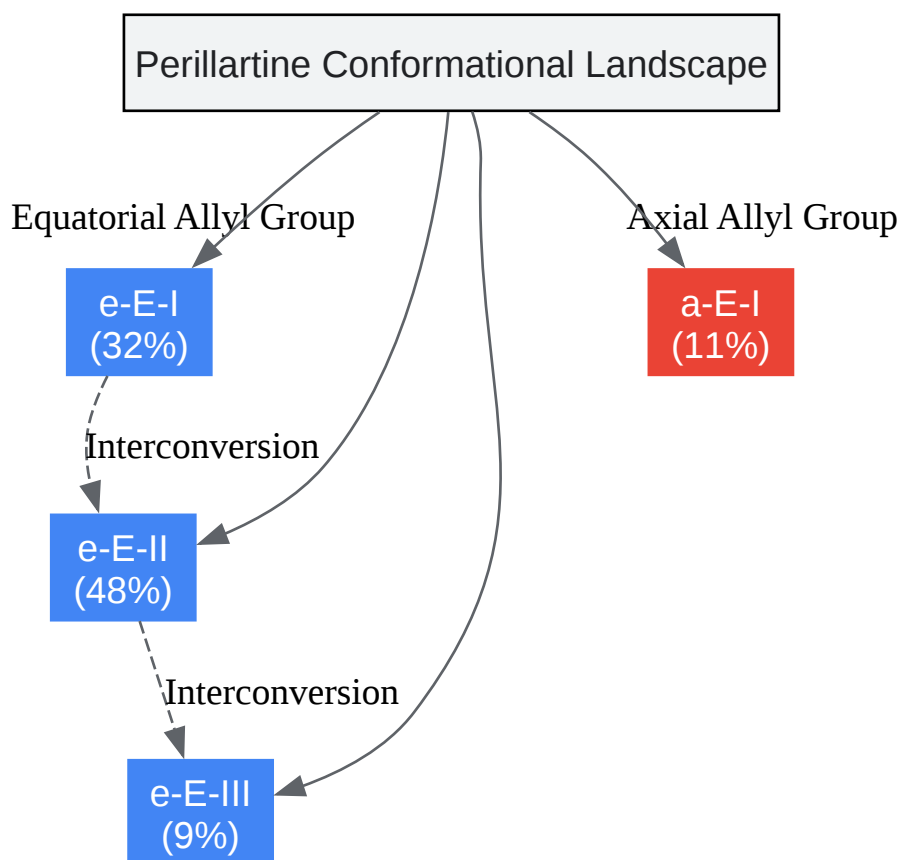 Perillartine Conformational Landscape
Equatorial Allyl Group
Axial Allyl Group
e-E-I
(32%)
a-E-I
(11%)
Interconversion
e-E-II
(48%)
Interconversion
e-E-III
(9%)